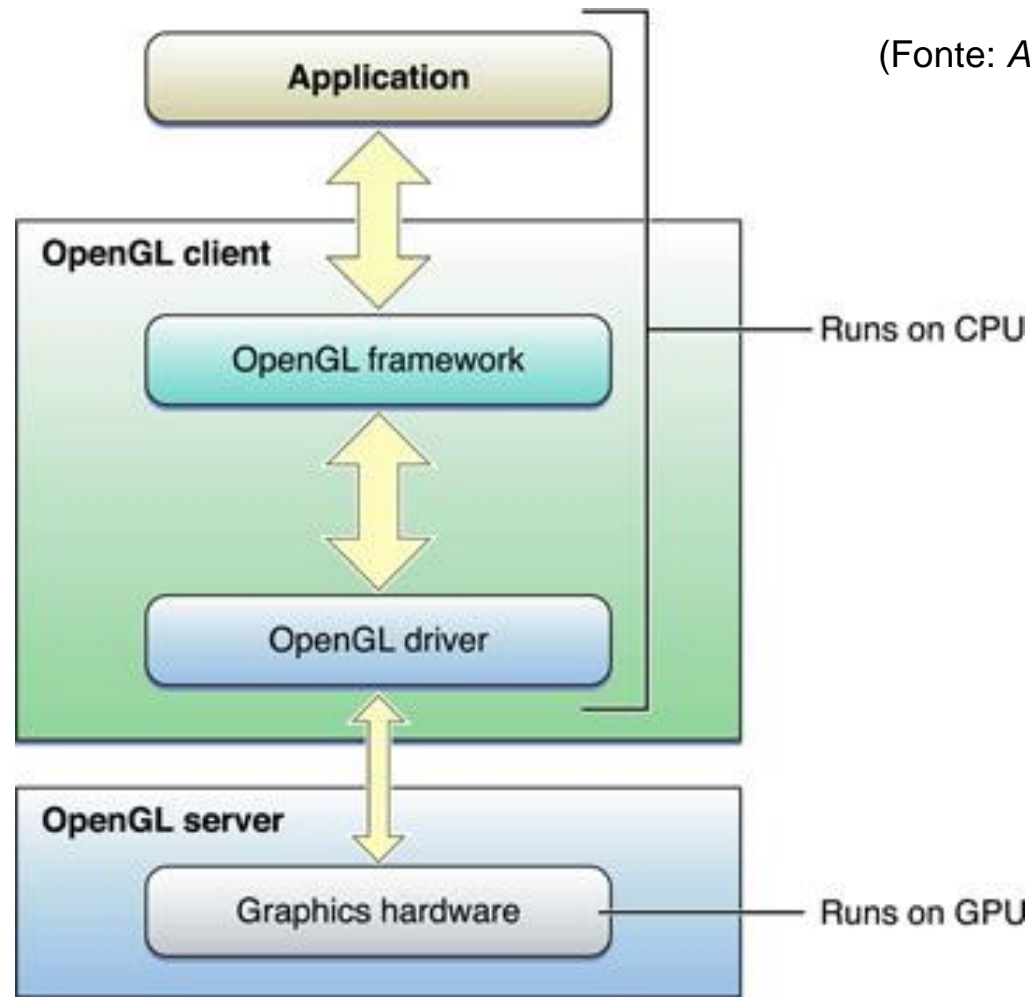 (Fonte: A
Application
OpenGL client
OpenGL framework
Runs on CPU
OpenGL driver
OpenGL server
Graphics hardware
Runs on GPU